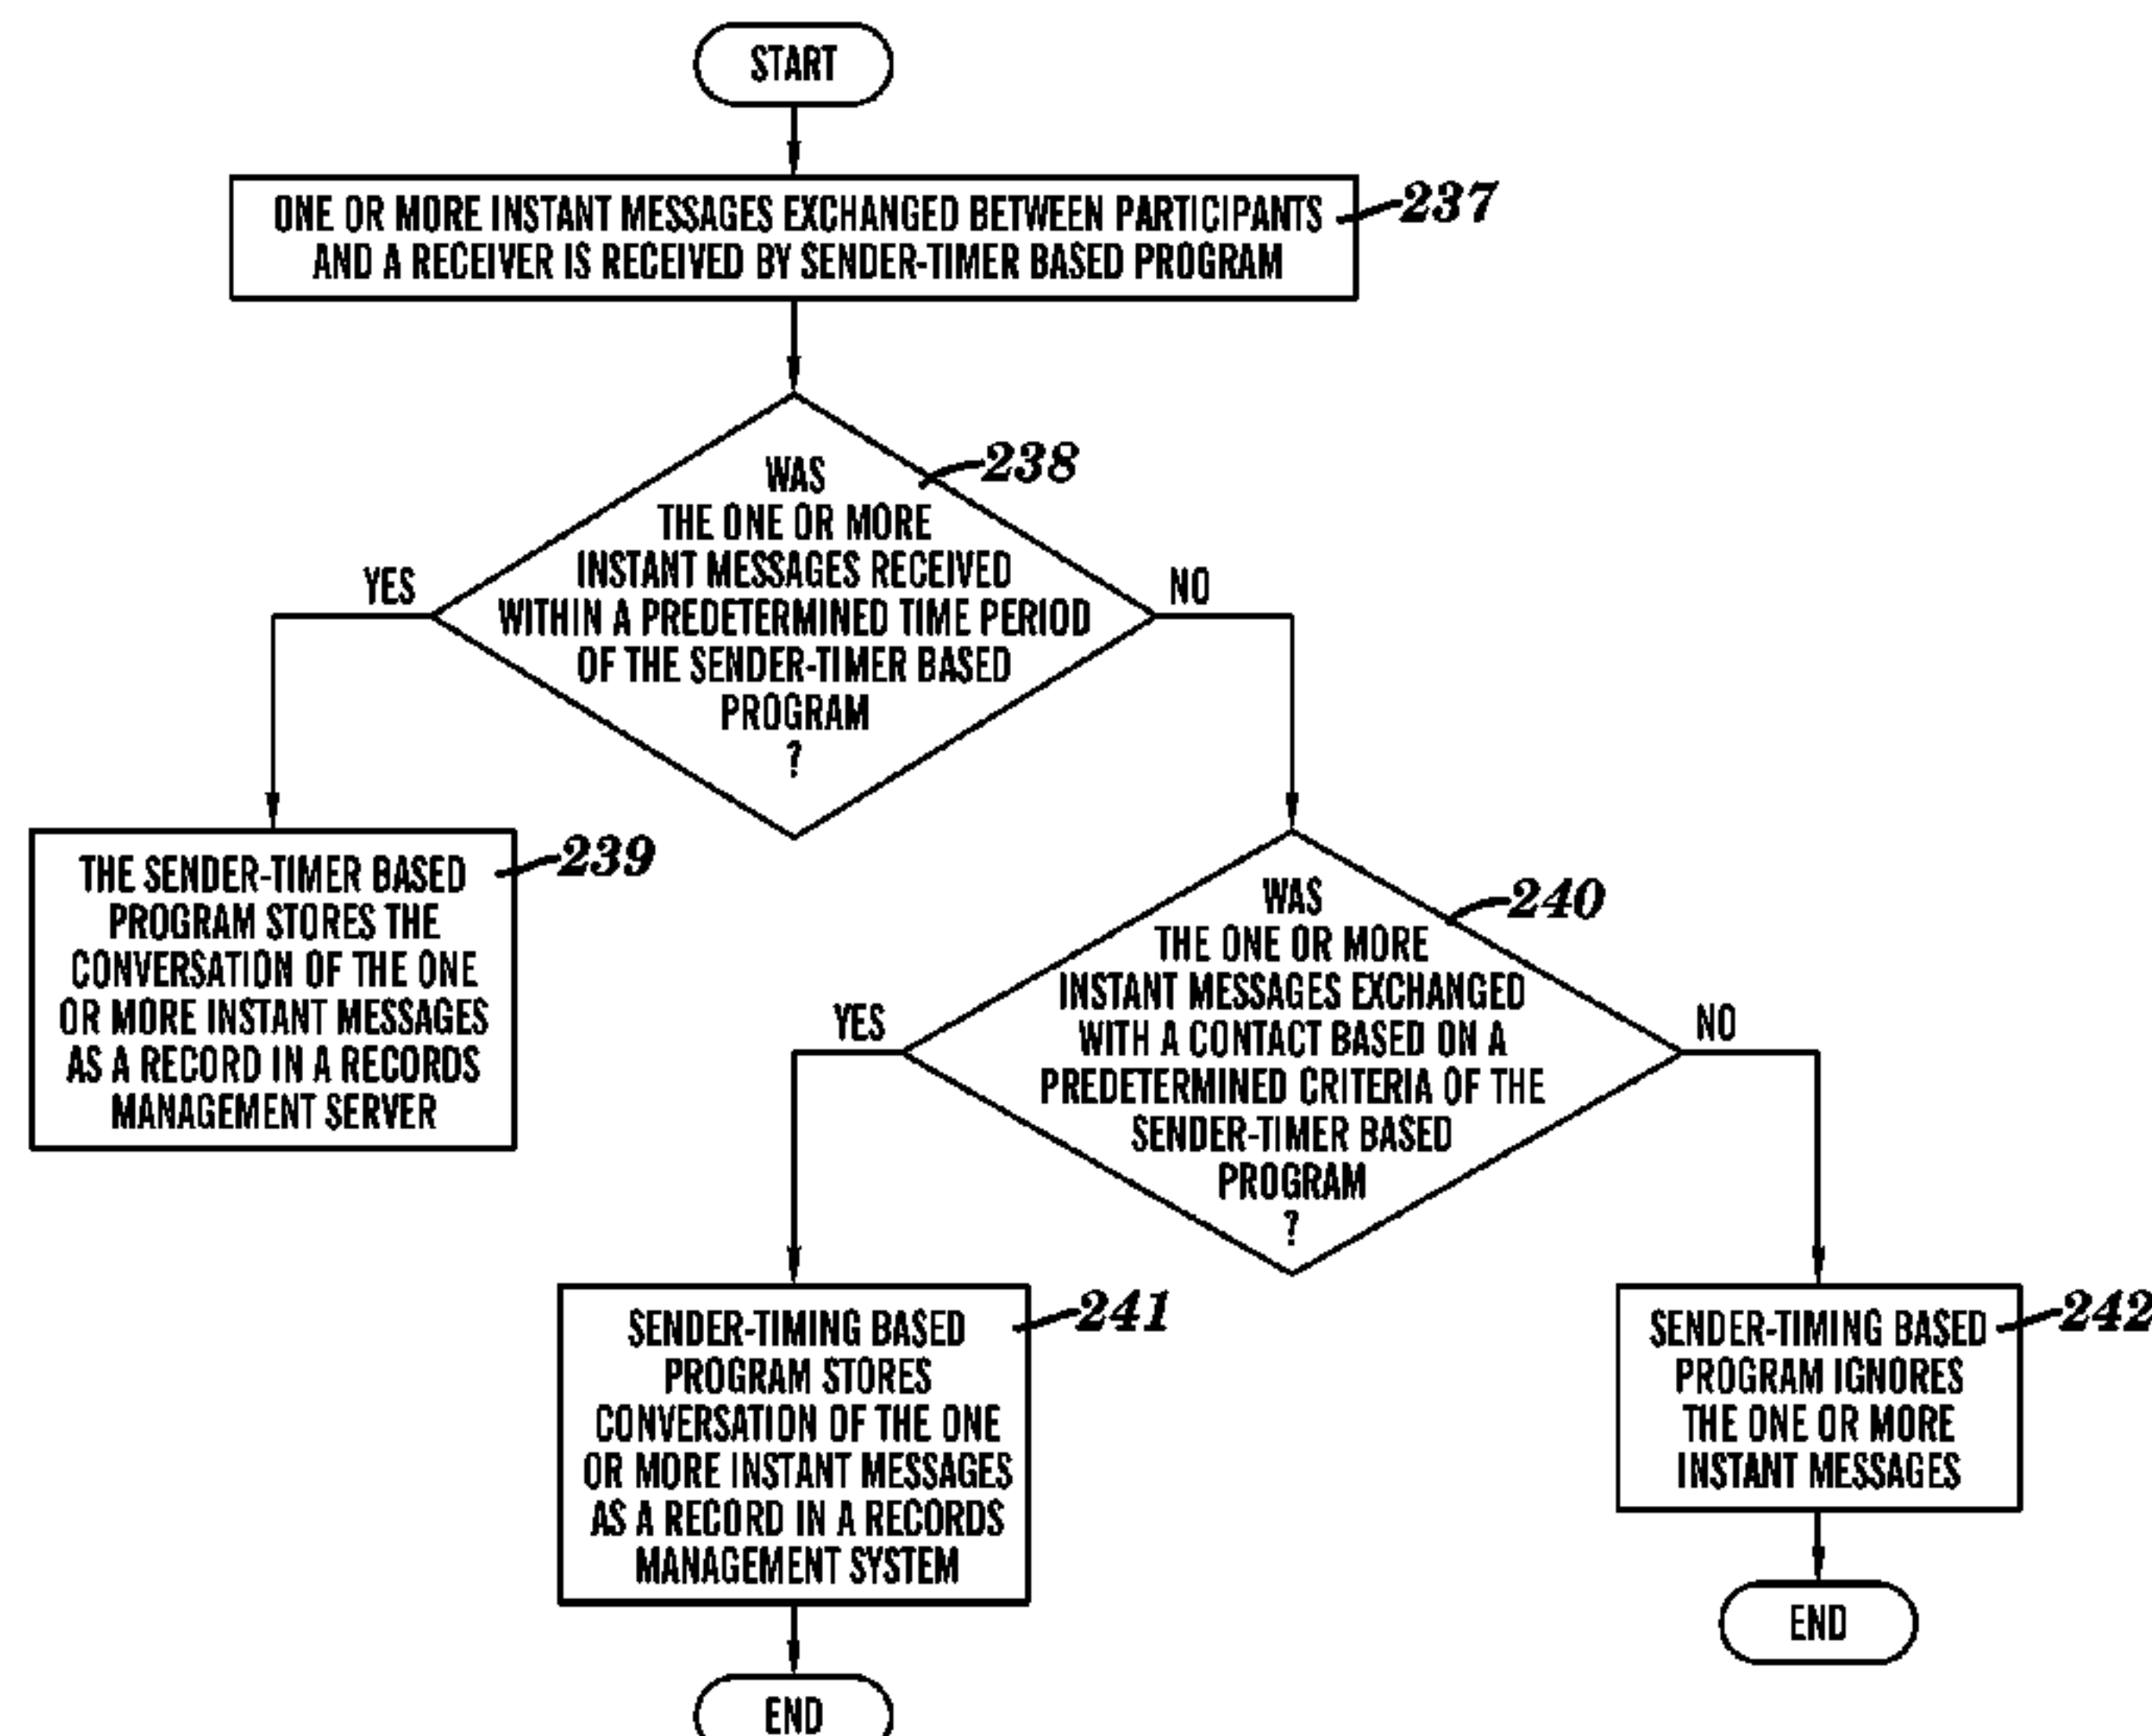 START
ONE OR MORE INSTANT MESSAGES EXCHANGED BETWEEN PARTICIPANTS
AND A RECEIVER IS RECEIVED BY SENDER-TIMER BASED PROGRAM
237
WAS
THE ONE OR MORE
INSTANT MESSAGES RECEIVED
WITHIN A PREDETERMINED TIME PERIOD
OF THE SENDER-TIMER BASED
PROGRAM
?
238
YES
NO
THE SENDER-TIMER BASED
PROGRAM STORES THE
CONVERSATION OF THE ONE
OR MORE INSTANT MESSAGES
AS A RECORD IN A RECORDS
MANAGEMENT SERVER
239
WAS
THE ONE OR MORE
INSTANT MESSAGES EXCHANGED
WITH A CONTACT BASED ON A
PREDETERMINED CRITERIA OF THE
SENDER-TIMER BASED
PROGRAM
?
240
YES
NO
SENDER-TIMING BASED
PROGRAM STORES
CONVERSATION OF THE ONE
OR MORE INSTANT MESSAGES
AS A RECORD IN A RECORDS
MANAGEMENT SYSTEM
241
SENDER-TIMING BASED
PROGRAM IGNORES
THE ONE OR MORE
INSTANT MESSAGES
242
END
END